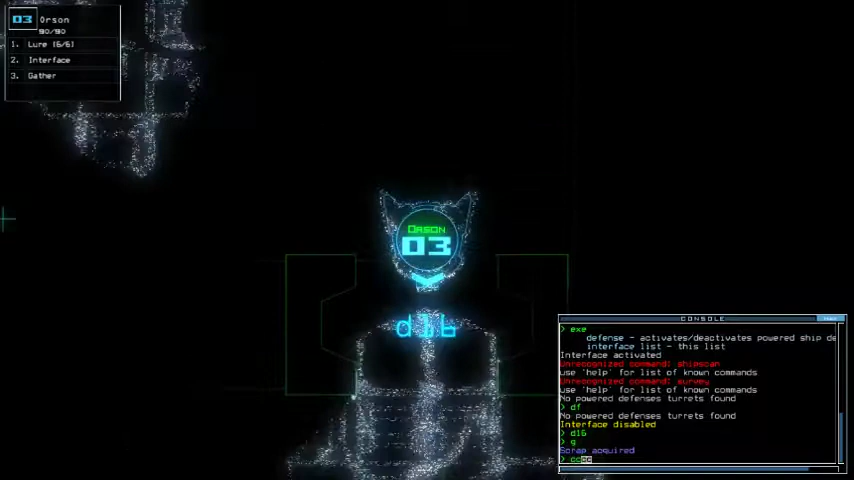 03 Orson
90/90
1. Lure [6/6]
2. Interface
3. Gather
Orson
03
d16
CONSOLE
> exe
defense - activates/deactivates powered ship de
interface list - this list
Interface activated
Unrecognized command: shipscan
use 'help' for list of known commands
Unrecognized command: survey
use 'help' for list of known commands
No powered defenses turrets found
> df
No powered defenses turrets found
Interface disabled
> d16
> g
Scrap acquired